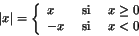 |x| = { x si x ≥ 0
−x si x < 0